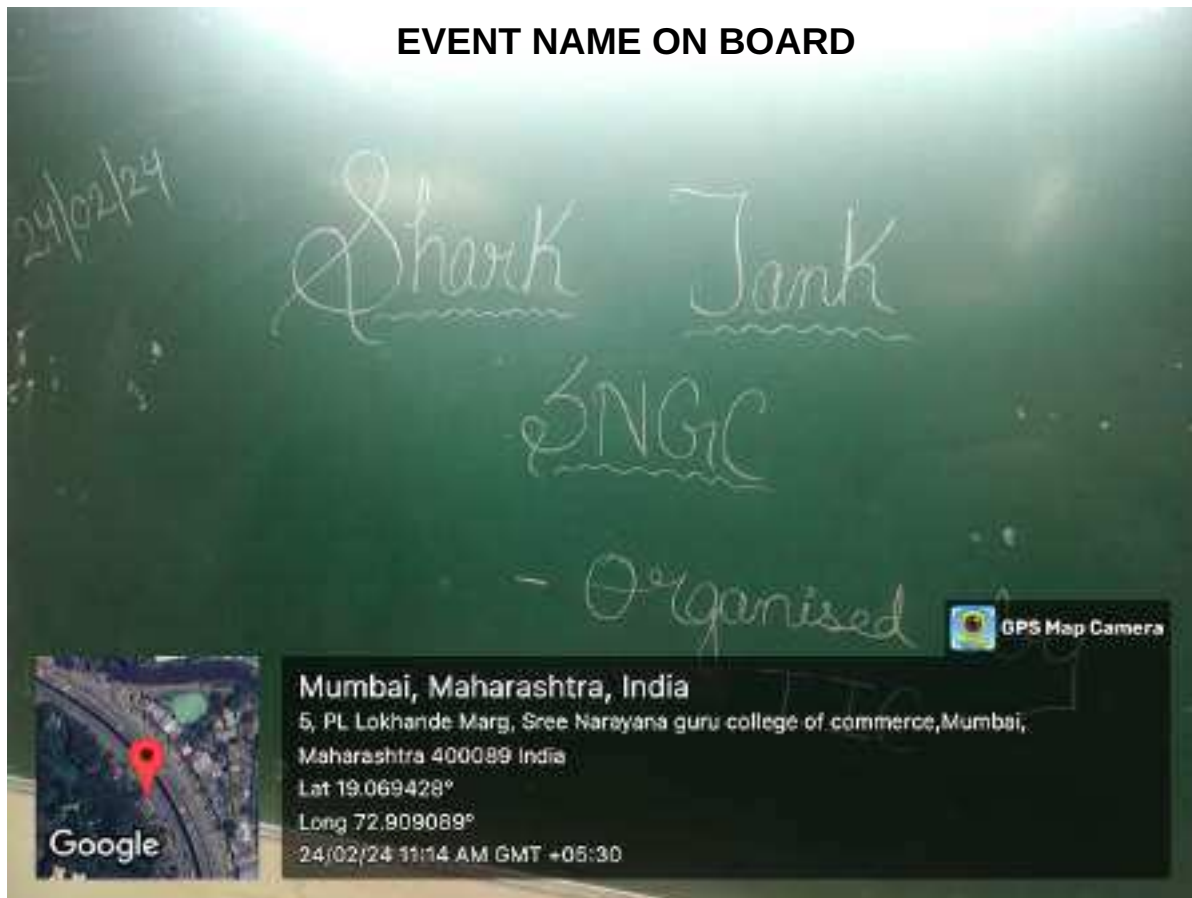 EVENT NAME ON BOARD
24/02/24
Shark Tank
SNGC
- Organised by
IIC
GPS Map Camera
Mumbai, Maharashtra, India
5, PL Lokhande Marg, Sree Narayana guru college of commerce,Mumbai,
Maharashtra 400089 India
Lat 19.069428°
Long 72.909089°
24/02/24 11:14 AM GMT +05:30
Google